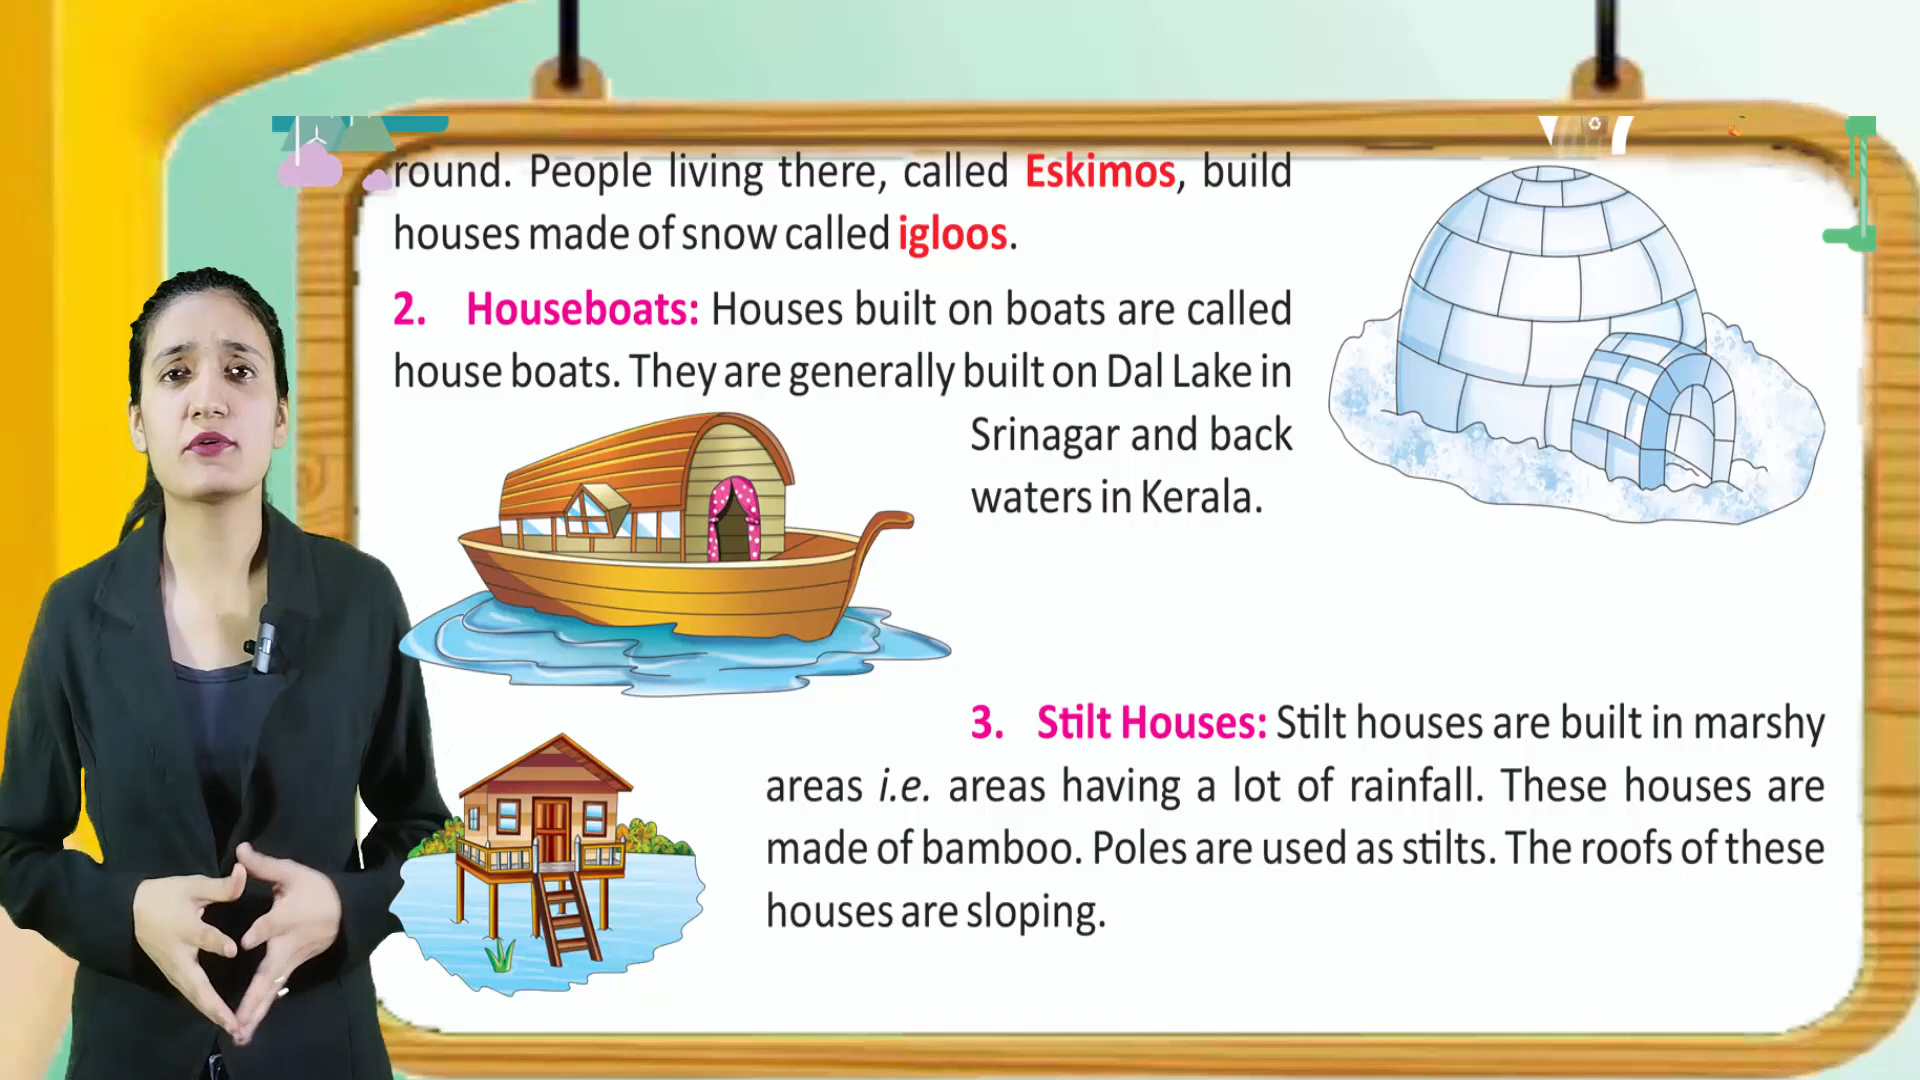 round. People living there, called Eskimos, build
houses made of snow called igloos.
2. Houseboats: Houses built on boats are called
house boats. They are generally built on Dal Lake in
Srinagar and back
waters in Kerala.
3. Stilt Houses: Stilt houses are built in marshy
areas i.e. areas having a lot of rainfall. These houses are
made of bamboo. Poles are used as stilts. The roofs of these
houses are sloping.